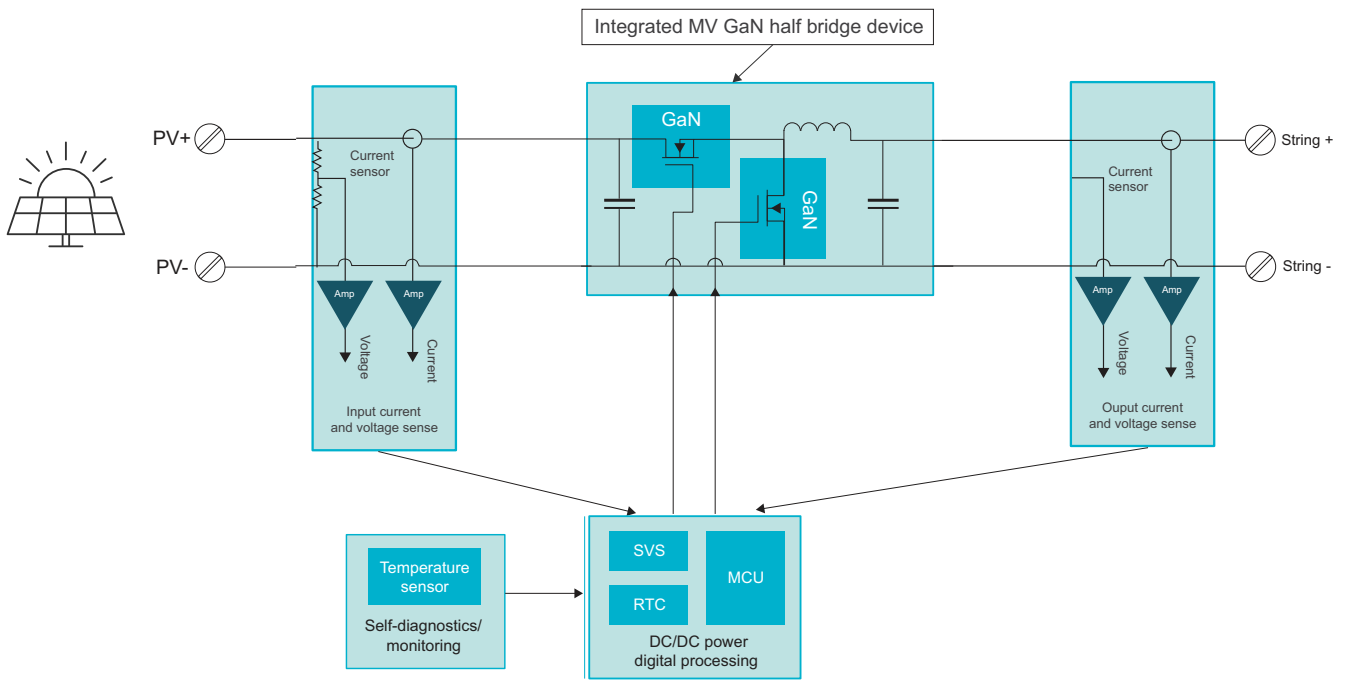 Integrated MV GaN half bridge device
PV+
PV-
Current
sensor
Amp
Amp
Voltage
Current
Input current
and voltage sense
GaN
GaN
Current
sensor
Amp
Amp
Voltage
Current
Ouput current
and voltage sense
String +
String -
Temperature
sensor
Self-diagnostics/
monitoring
SVS
RTC
MCU
DC/DC power
digital processing